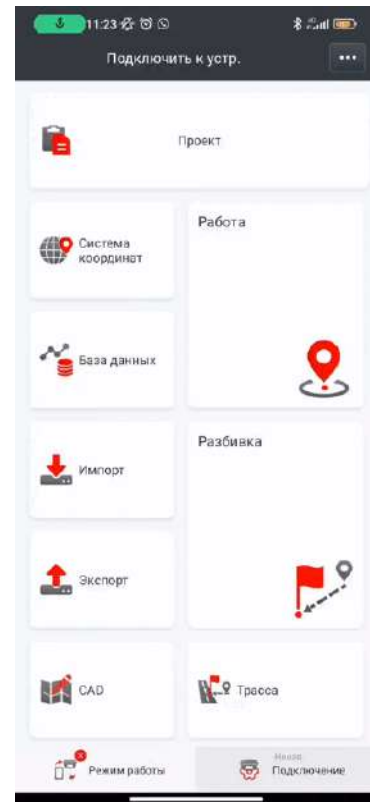 11:23
Подключить к устр.
Проект
Система
координат
Работа
База данных
Импорт
Разбивка
Экспорт
CAD
Трасса
Режим работы
Подключение